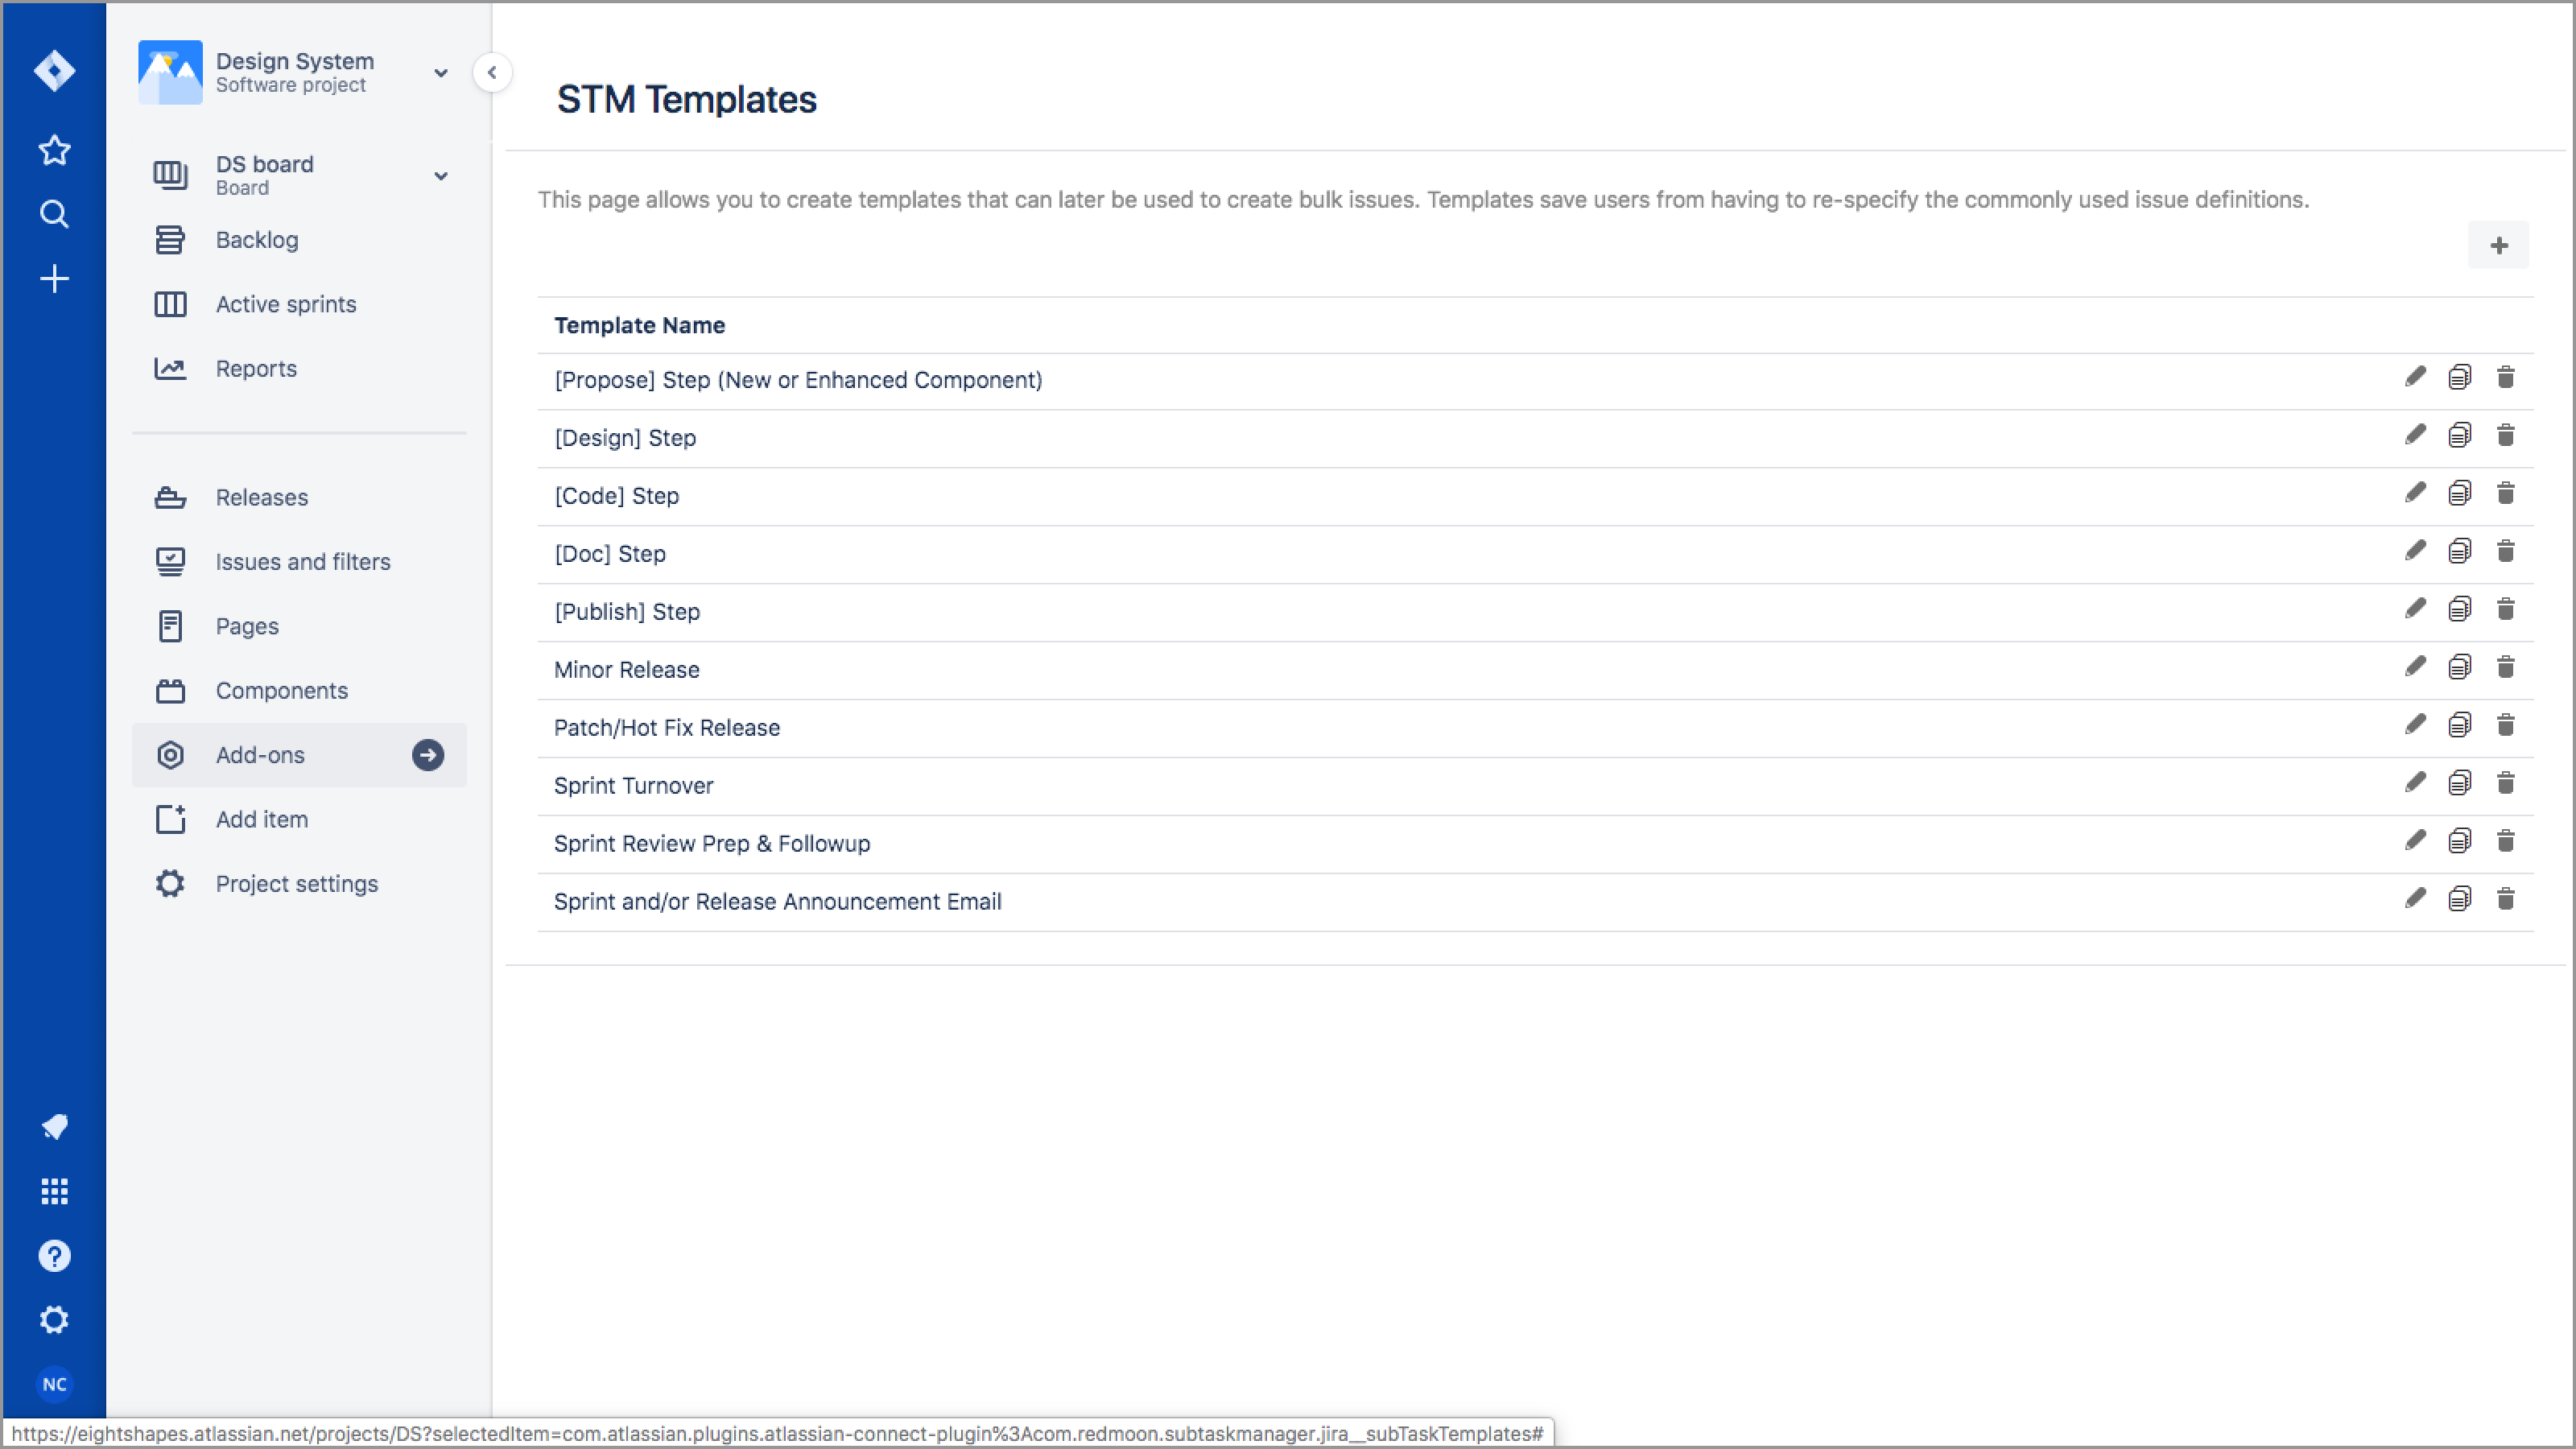 Design System
Software project
DS board
Board
Backlog
Active sprints
Reports
Releases
Issues and filters
Pages
Components
Add-ons
Add item
Project settings
NC
STM Templates
This page allows you to create templates that can later be used to create bulk issues. Templates save users from having to re-specify the commonly used issue definitions.
Template Name
[Propose] Step (New or Enhanced Component)
[Design] Step
[Code] Step
[Doc] Step
[Publish] Step
Minor Release
Patch/Hot Fix Release
Sprint Turnover
Sprint Review Prep & Followup
Sprint and/or Release Announcement Email
https://eightshapes.atlassian.net/projects/DS?selectedItem=com.atlassian.plugins.atlassian-connect-plugin%3Acom.redmoon.subtaskmanager.jira__subTaskTemplates#